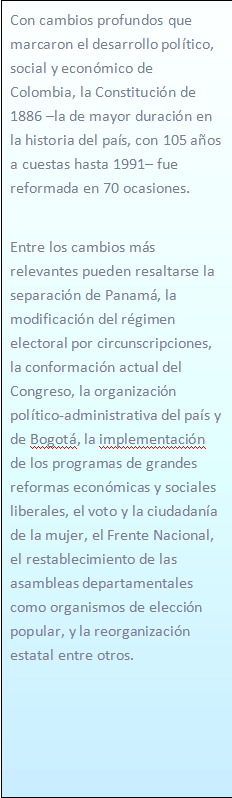 Con cambios profundos que
marcaron el desarrollo político,
social y económico de
Colombia, la Constitución de
1886 –la de mayor duración en
la historia del país, con 105 años
a cuestas hasta 1991– fue
reformada en 70 ocasiones.
Entre los cambios más
relevantes pueden resaltarse la
separación de Panamá, la
modificación del régimen
electoral por circunscripciones,
la conformación actual del
Congreso, la organización
político-administrativa del país y
de Bogotá, la implementación
de los programas de grandes
reformas económicas y sociales
liberales, el voto y la ciudadanía
de la mujer, el Frente Nacional,
el restablecimiento de las
asambleas departamentales
como organismos de elección
popular, y la reorganización
estatal entre otros.